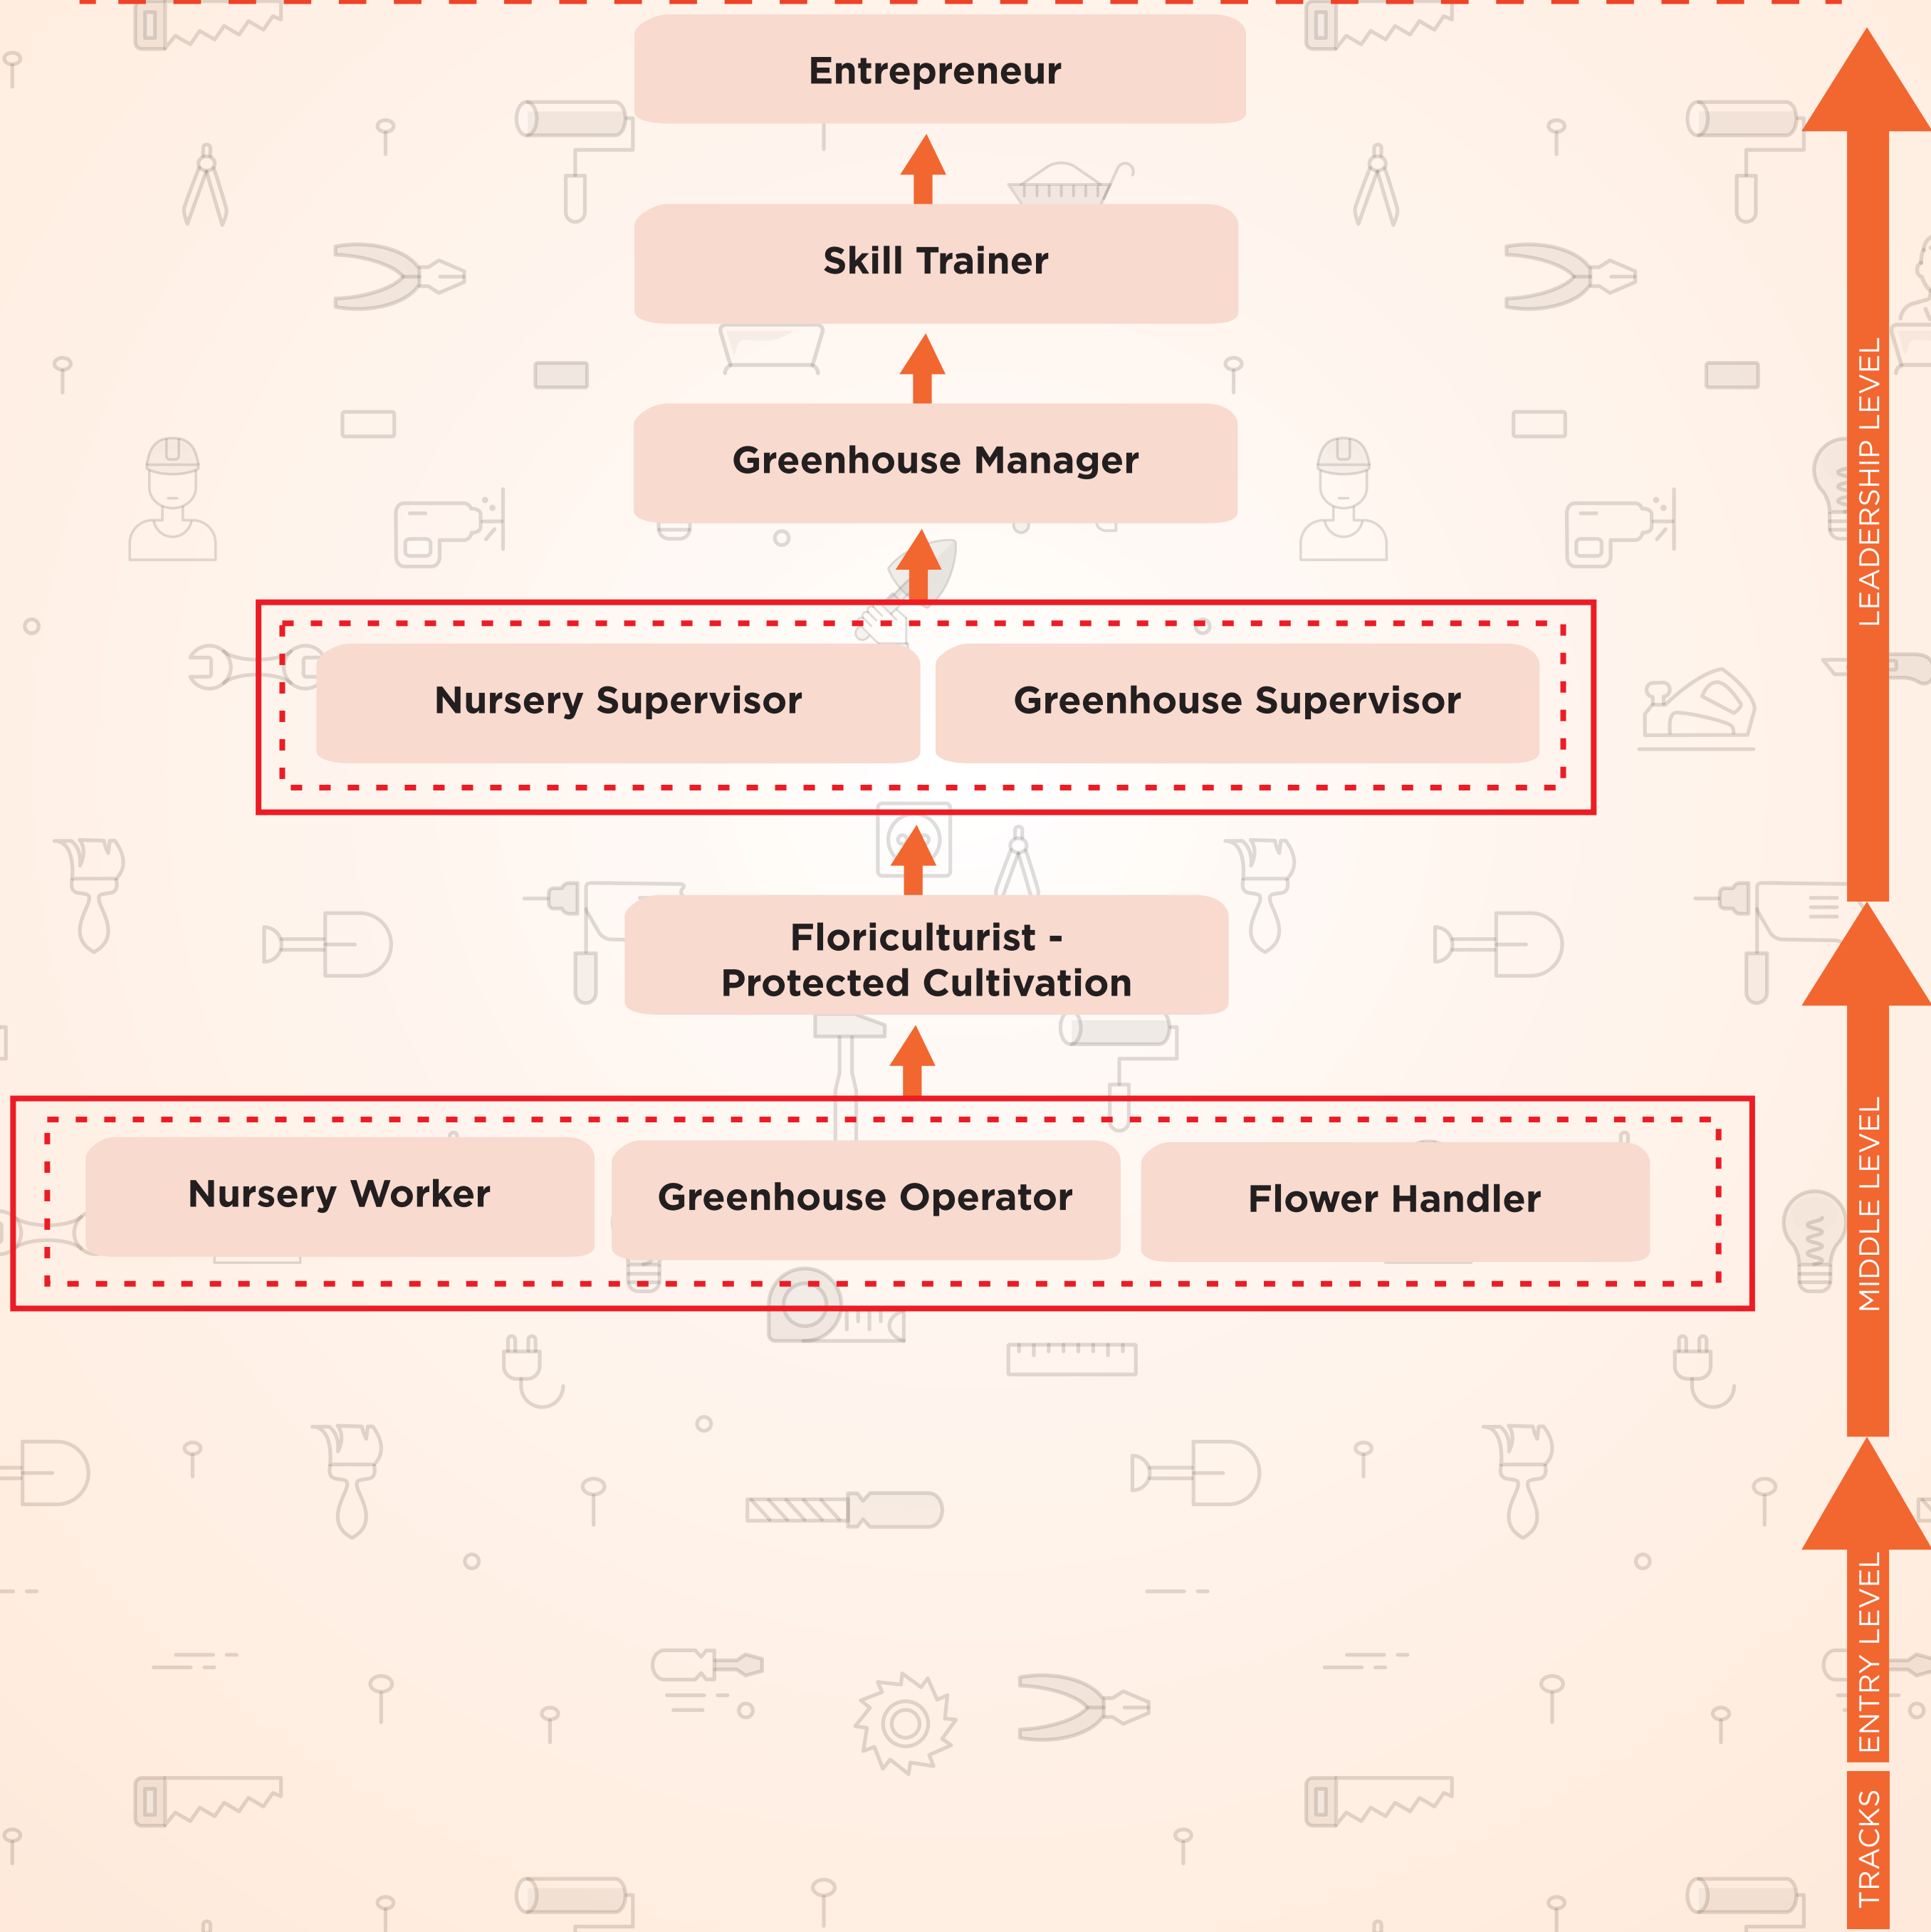 Entrepreneur
Skill Trainer
Greenhouse Manager
Nursery Supervisor
Greenhouse Supervisor
Floriculturist -
Protected Cultivation
Nursery Worker
Greenhouse Operator
Flower Handler
LEADERSHIP LEVEL
MIDDLE LEVEL
ENTRY LEVEL
TRACKS